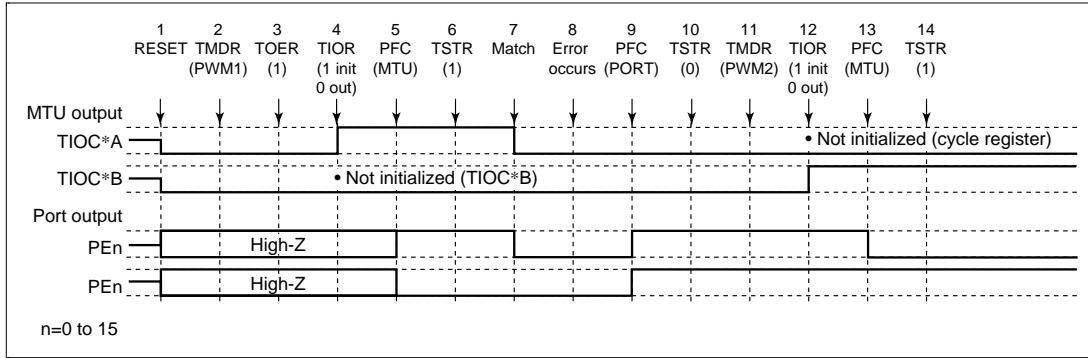 1 2 3 4 5 6 7 8 9 10 11 12 13 14
RESET TMDR TOER TIOR PFC TSTR Match Error PFC TSTR TMDR TIOR PFC TSTR
(PWM1) (1) (1 init (MTU) (1) occurs (PORT) (0) (PWM2) (1 init (MTU) (1)
0 out) 0 out)
MTU output
TIOC*A • Not initialized (cycle register)
TIOC*B • Not initialized (TIOC*B)
Port output
PEn High-Z
PEn High-Z
n=0 to 15